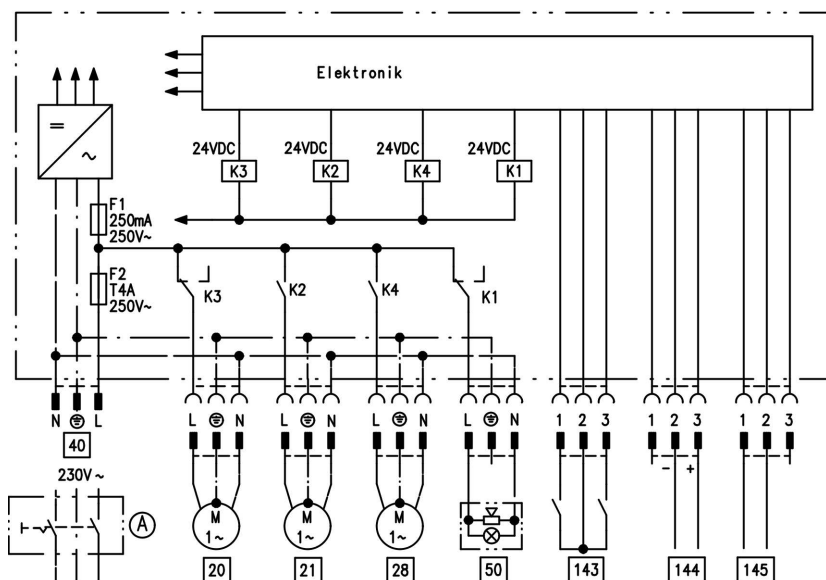 Elektronik
24VDC 24VDC 24VDC 24VDC
K3 K2 K4 K1
= ~
F1
250mA
250V~
F2
T4A
250V~
K3 K2 K4 K1
N L L N L N L N L N 1 2 3 1 2 3 1 2 3
40
- +
230V~
A
M M M
1~ 1~ 1~
20 21 28 50 143 144 145